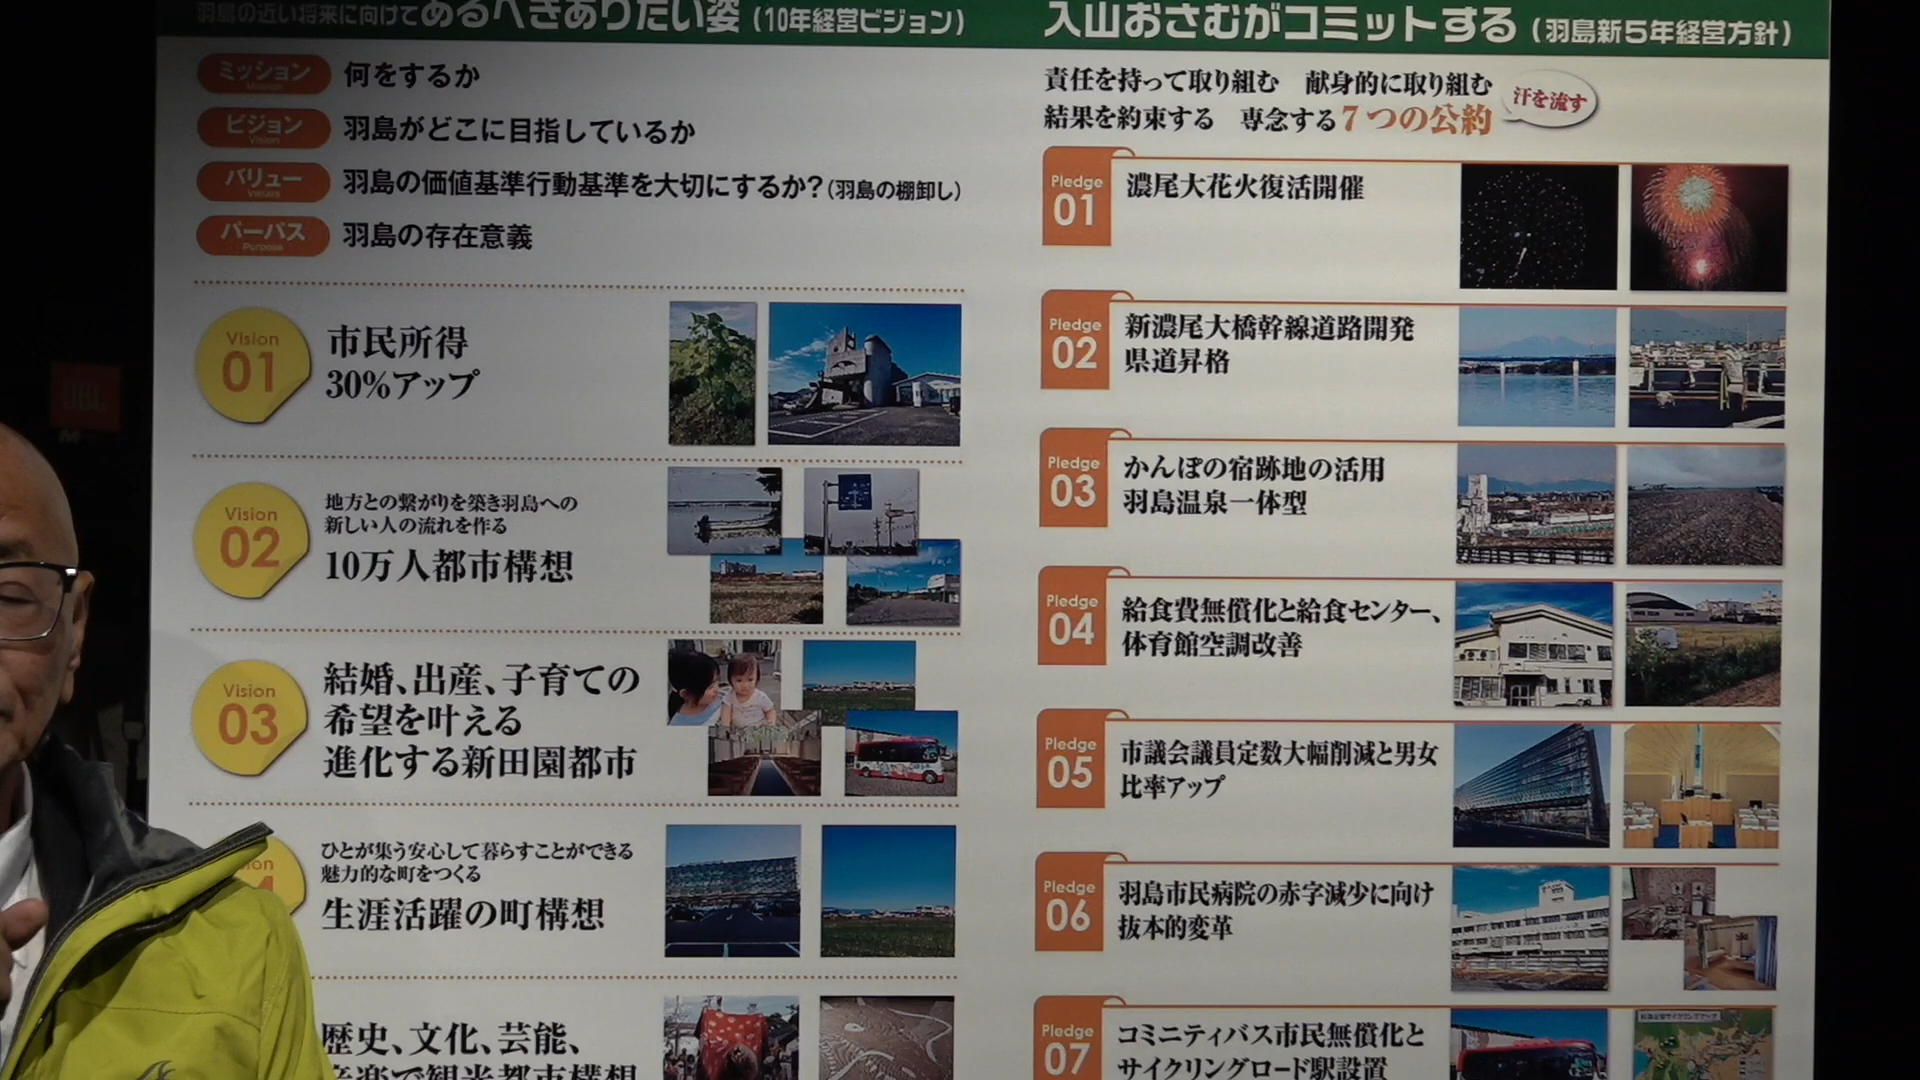 羽島の近い将来に向けてあるべきありたい姿(10年経営ビジョン)
ミッション
Mission
何をするか
ビジョン
Vision
羽島がどこに目指しているか
バリュー
羽島の価値基準行動基準を大切にするか?(羽島の棚卸し)
パーパス
Purpose
羽島の存在意義
Vision
01
市民所得
30%アップ
Vision
02
地方との繋がりを築き羽島への
新しい人の流れを作る
10万人都市構想
Vision
03
結婚、出産、子育ての
希望を叶える
進化する新田園都市
ひとが集う安心して暮らすことができる
魅力的な町をつくる
生涯活躍の町構想
歴史、文化、芸能、
音楽で観光都市構想
入山おさむがコミットする(羽島新5年経営方針)
責任を持って取り組む 献身的に取り組む
結果を約束する 専念する7つの公約
汗を流す
Pledge
01
濃尾大花火復活開催
Pledge
02
新濃尾大橋幹線道路開発
県道昇格
Pledge
03
かんぽの宿跡地の活用
羽島温泉一体型
Pledge
04
給食費無償化と給食センター、
体育館空調改善
Pledge
05
市議会議員定数大幅削減と男女
比率アップ
Pledge
06
羽島市民病院の赤字減少に向け
抜本的変革
Pledge
07
コミニティバス市民無償化と
サイクリングロード駅設置
JBL